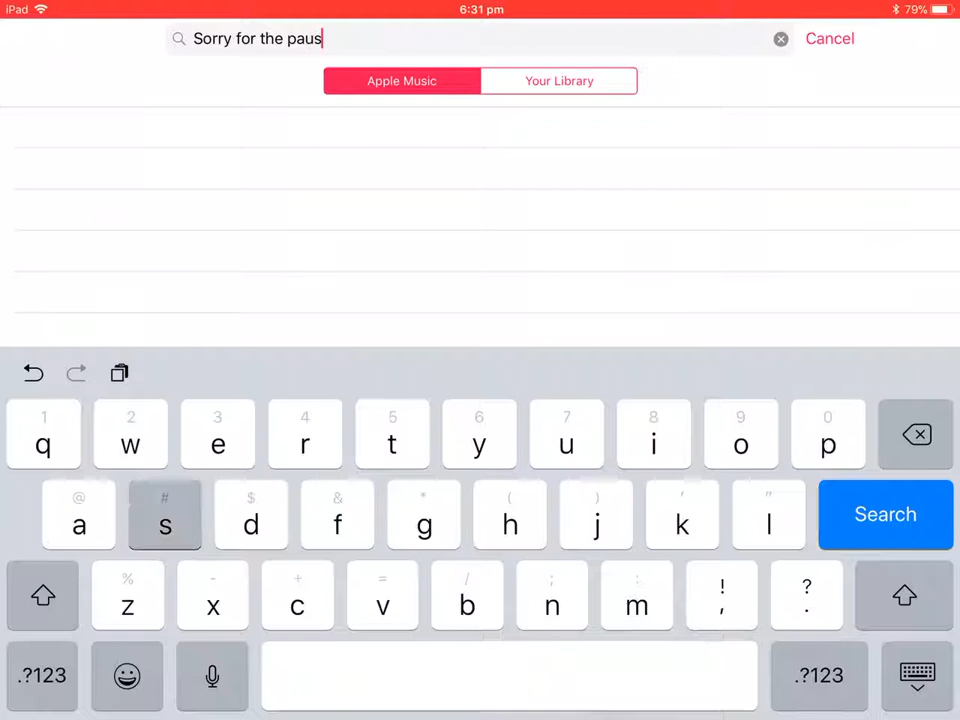 iPad 6:31 pm 79%
Sorry for the paus Cancel
Apple Music Your Library
1 2 3 4 5 6 7 8 9 0
q w e r t y u i o p
@ # $ & * ( ) ' "
a s d f g h j k l Search
% - + = / ; : ! ?
z x c v b n m , .
.?123 .?123